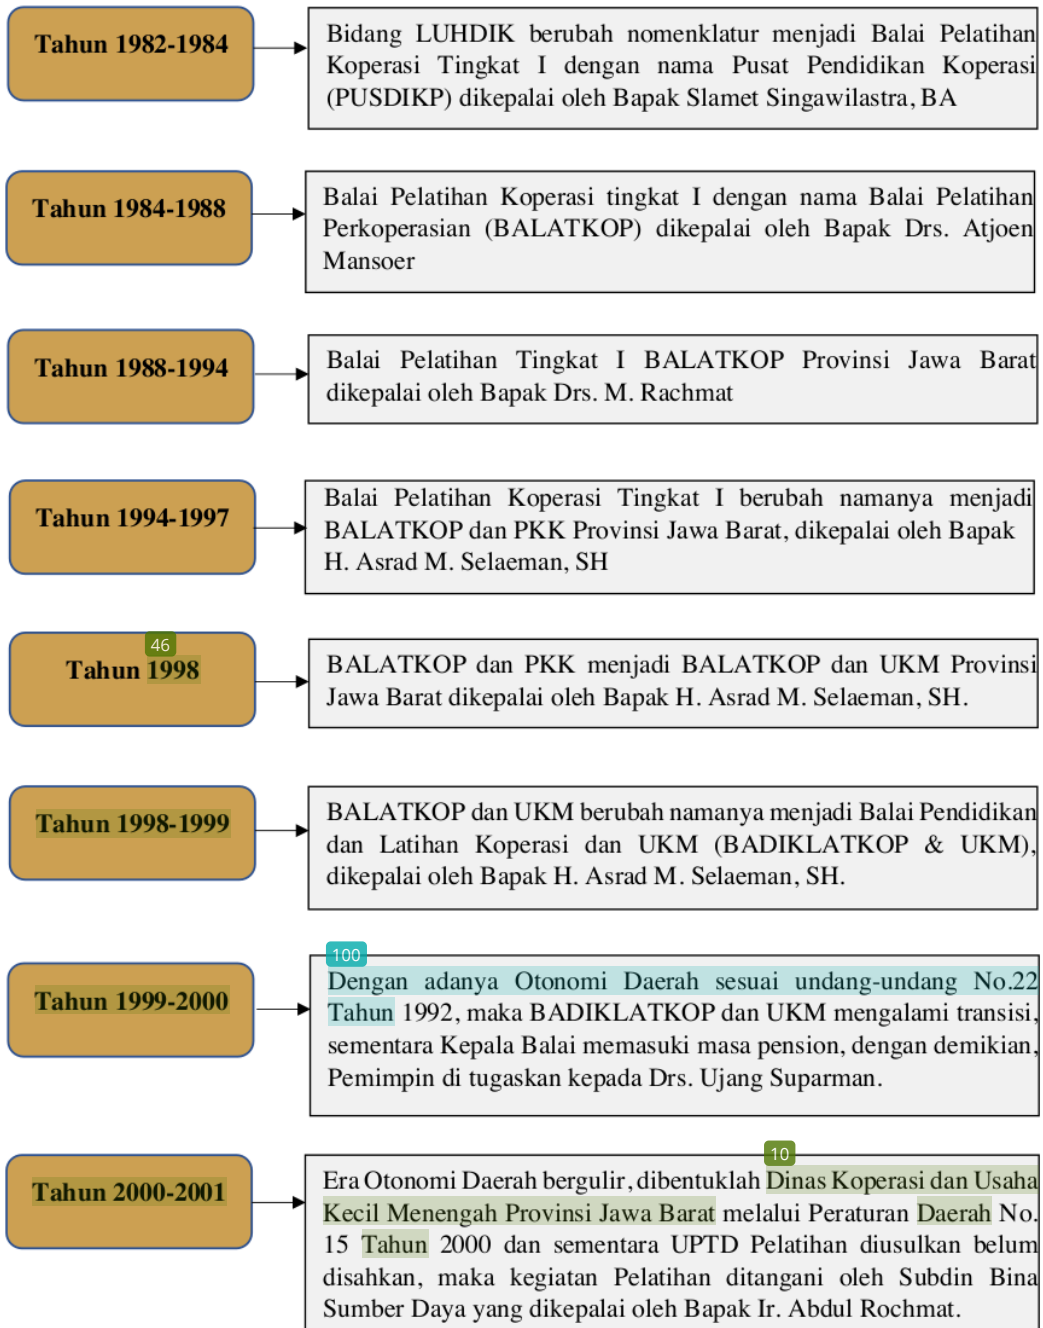 Tahun 1982-1984
Bidang LUHDIK berubah nomenklatur menjadi Balai Pelatihan
Koperasi Tingkat I dengan nama Pusat Pendidikan Koperasi
(PUSDIKP) dikepalai oleh Bapak Slamet Singawilastra, BA
Tahun 1984-1988
Balai Pelatihan Koperasi tingkat I dengan nama Balai Pelatihan
Perkoperasian (BALATKOP) dikepalai oleh Bapak Drs. Atjoen
Mansoer
Tahun 1988-1994
Balai Pelatihan Tingkat I BALATKOP Provinsi Jawa Barat
dikepalai oleh Bapak Drs. M. Rachmat
Tahun 1994-1997
Balai Pelatihan Koperasi Tingkat I berubah namanya menjadi
BALATKOP dan PKK Provinsi Jawa Barat, dikepalai oleh Bapak
H. Asrad M. Selaeman, SH
46
Tahun 1998
BALATKOP dan PKK menjadi BALATKOP dan UKM Provinsi
Jawa Barat dikepalai oleh Bapak H. Asrad M. Selaeman, SH.
Tahun 1998-1999
BALATKOP dan UKM berubah namanya menjadi Balai Pendidikan
dan Latihan Koperasi dan UKM (BADIKLATKOP & UKM),
dikepalai oleh Bapak H. Asrad M. Selaeman, SH.
Tahun 1999-2000
100
Dengan adanya Otonomi Daerah sesuai undang-undang No.22
Tahun 1992, maka BADIKLATKOP dan UKM mengalami transisi,
sementara Kepala Balai memasuki masa pension, dengan demikian,
Pemimpin di tugaskan kepada Drs. Ujang Suparman.
Tahun 2000-2001
10
Era Otonomi Daerah bergulir, dibentuklah Dinas Koperasi dan Usaha
Kecil Menengah Provinsi Jawa Barat melalui Peraturan Daerah No.
15 Tahun 2000 dan sementara UPTD Pelatihan diusulkan belum
disahkan, maka kegiatan Pelatihan ditangani oleh Subdin Bina
Sumber Daya yang dikepalai oleh Bapak Ir. Abdul Rochmat.